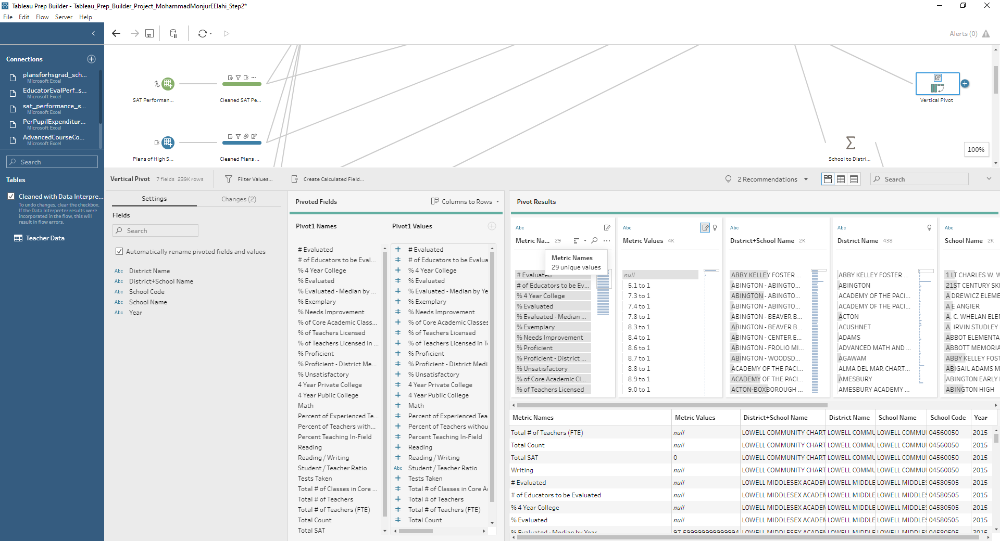 Tableau Prep Builder - Tableau_Prep_Builder_Project_MohammadMonjurEElahi_Step2*
File Edit Flow Server Help
Alerts (0)
Connections
plansforhsgrad_sch...
Microsoft Excel
EducatorEvalPerf_s...
Microsoft Excel
sat_performance_s...
Microsoft Excel
PerPupilExpenditur...
Microsoft Excel
AdvancedCourseCo...
Microsoft Excel
Search
Tables
Cleaned with Data Interpre...
To undo changes, clear the checkbox.
If the Data Interpreter results were
incorporated in the flow, this will
result in flow errors.
Teacher Data
SAT Performan...
Cleaned SAT Pe...
Plans of High S...
Cleaned Plans ...
Vertical Pivot
School to Distri...
100%
Vertical Pivot 7 fields 239K rows
Filter Values...
Create Calculated Field...
2 Recommendations
Search
Settings
Changes (2)
Fields
Search
Automatically rename pivoted fields and values
Abc District Name
Abc District+School Name
Abc School Code
Abc School Name
Abc Year
Pivoted Fields
Columns to Rows
Pivot1 Names Pivot1 Values
# Evaluated # # Evaluated
# of Educators to be Eval... # # of Educators to be Evalua
% 4 Year College # % 4 Year College
% Evaluated # % Evaluated
% Evaluated - Median by ... # % Evaluated - Median by Ye
% Exemplary # % Exemplary
% Needs Improvement # % Needs Improvement
% of Core Academic Class... # % of Core Academic Classes
% of Teachers Licensed # % of Teachers Licensed
% of Teachers Licensed in ... # % of Teachers Licensed in T
% Proficient # % Proficient
% Proficient - District Me... # % Proficient - District Medi
% Unsatisfactory # % Unsatisfactory
4 Year Private College # 4 Year Private College
4 Year Public College # 4 Year Public College
Math # Math
Percent of Experienced Te... # Percent of Experienced Tea
Percent of Teachers with... # Percent of Teachers withou
Percent Teaching In-Field # Percent Teaching In-Field
Reading # Reading
Reading / Writing # Reading / Writing
Student / Teacher Ratio Abc Student / Teacher Ratio
Tests Taken # Tests Taken
Total # of Classes in Core ... # Total # of Classes in Core Ac
Total # of Teachers # Total # of Teachers
Total # of Teachers (FTE) # Total # of Teachers (FTE)
Total Count # Total Count
Total SAT
Pivot Results
Abc
Metric Na... 29
Metric Names
29 unique values
# Evaluated
# of Educators to be Ev...
% 4 Year College
% Evaluated
% Evaluated - Median ...
% Exemplary
% Needs Improvement
% Proficient
% Proficient - District ...
% Unsatisfactory
% of Core Academic Cl...
% of Teachers Licensed
Abc
Metric Values 4K
null
5.1 to 1
7.3 to 1
7.4 to 1
7.8 to 1
8.3 to 1
8.4 to 1
8.6 to 1
8.7 to 1
8.8 to 1
8.9 to 1
9.0 to 1
Abc
District+School Name 2K
ABBY KELLEY FOSTER ...
ABINGTON - ABINGTO...
ABINGTON - ABINGTO...
ABINGTON - ABINGTO...
ABINGTON - BEAVER B...
ABINGTON - BEAVER B...
ABINGTON - CENTER E...
ABINGTON - FROLIO MI...
ABINGTON - WOODSD...
ACADEMY OF THE PACI...
ACADEMY OF THE PACI...
ACTON-BOXBOROUGH ...
Abc
District Name 438
ABBY KELLEY FOSTER ...
ABINGTON
ACADEMY OF THE PACI...
ACADEMY OF THE PACI...
ACTON
ACUSHNET
ADAMS
ADVANCED MATH AND ...
AGAWAM
ALMA DEL MAR CHART...
AMESBURY
AMESBURY ACADEMY ...
Abc
School Name 2K
1 LT CHARLES W. W
21ST CENTURY SKI
A DREWICZ ELEME
A E ANGIER
A. C. WHELAN ELE
A. IRVIN STUDLEY
ABBOT ELEMENTA
ABBOTT MEMORIA
ABBY KELLEY FOST
ABIGAIL ADAMS M
ABINGTON EARLY
ABINGTON HIGH
Metric Names Metric Values District+School Name District Name School Name School Code Year
Total # of Teachers (FTE) null LOWELL COMMUNITY CHART LOWELL COMMU LOWELL COMMU 04560050 2015
Total Count null LOWELL COMMUNITY CHART LOWELL COMMU LOWELL COMMU 04560050 2015
Total SAT 0 LOWELL COMMUNITY CHART LOWELL COMMU LOWELL COMMU 04560050 2015
Writing null LOWELL COMMUNITY CHART LOWELL COMMU LOWELL COMMU 04560050 2015
# Evaluated null LOWELL MIDDLESEX ACADEM LOWELL MIDDLE LOWELL MIDDLES 04580505 2015
# of Educators to be Evaluated null LOWELL MIDDLESEX ACADEM LOWELL MIDDLE LOWELL MIDDLES 04580505 2015
% 4 Year College null LOWELL MIDDLESEX ACADEM LOWELL MIDDLE LOWELL MIDDLES 04580505 2015
% Evaluated null LOWELL MIDDLESEX ACADEM LOWELL MIDDLE LOWELL MIDDLES 04580505 2015
% Evaluated - Median by Year 97.599999999999994 LOWELL MIDDLESEX ACADEM LOWELL MIDDLE LOWELL MIDDLES 04580505 2015